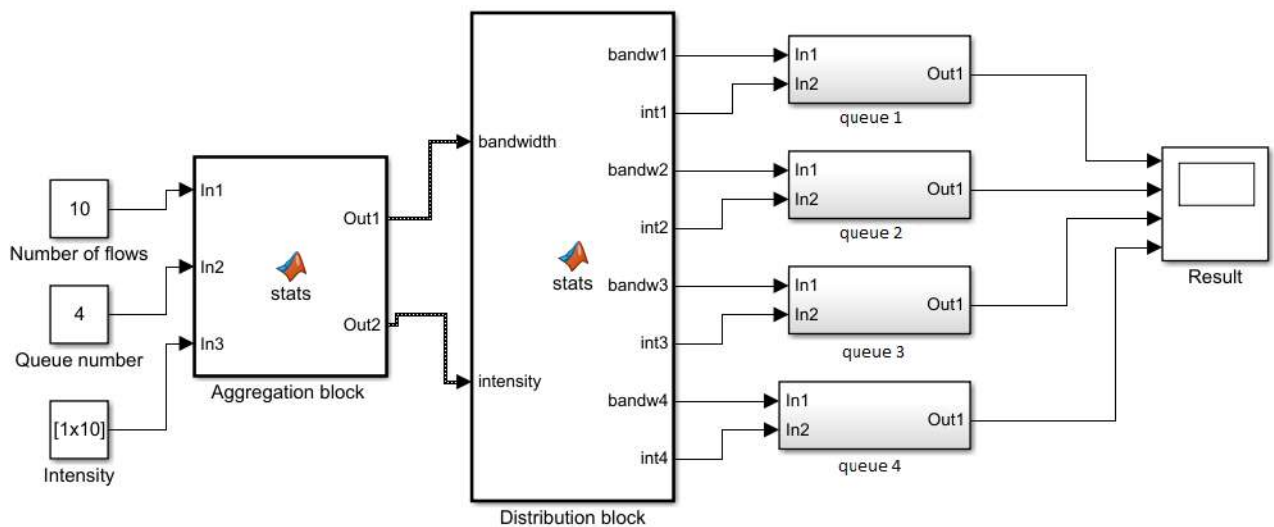 10
Number of flows
4
Queue number
[1x10]
Intensity
In1
In2
In3
stats
Out1
Out2
Aggregation block
bandwidth
intensity
stats
bandw1
int1
bandw2
int2
bandw3
int3
bandw4
int4
Distribution block
In1
In2
Out1
queue 1
In1
In2
Out1
queue 2
In1
In2
Out1
queue 3
In1
In2
Out1
queue 4
Result